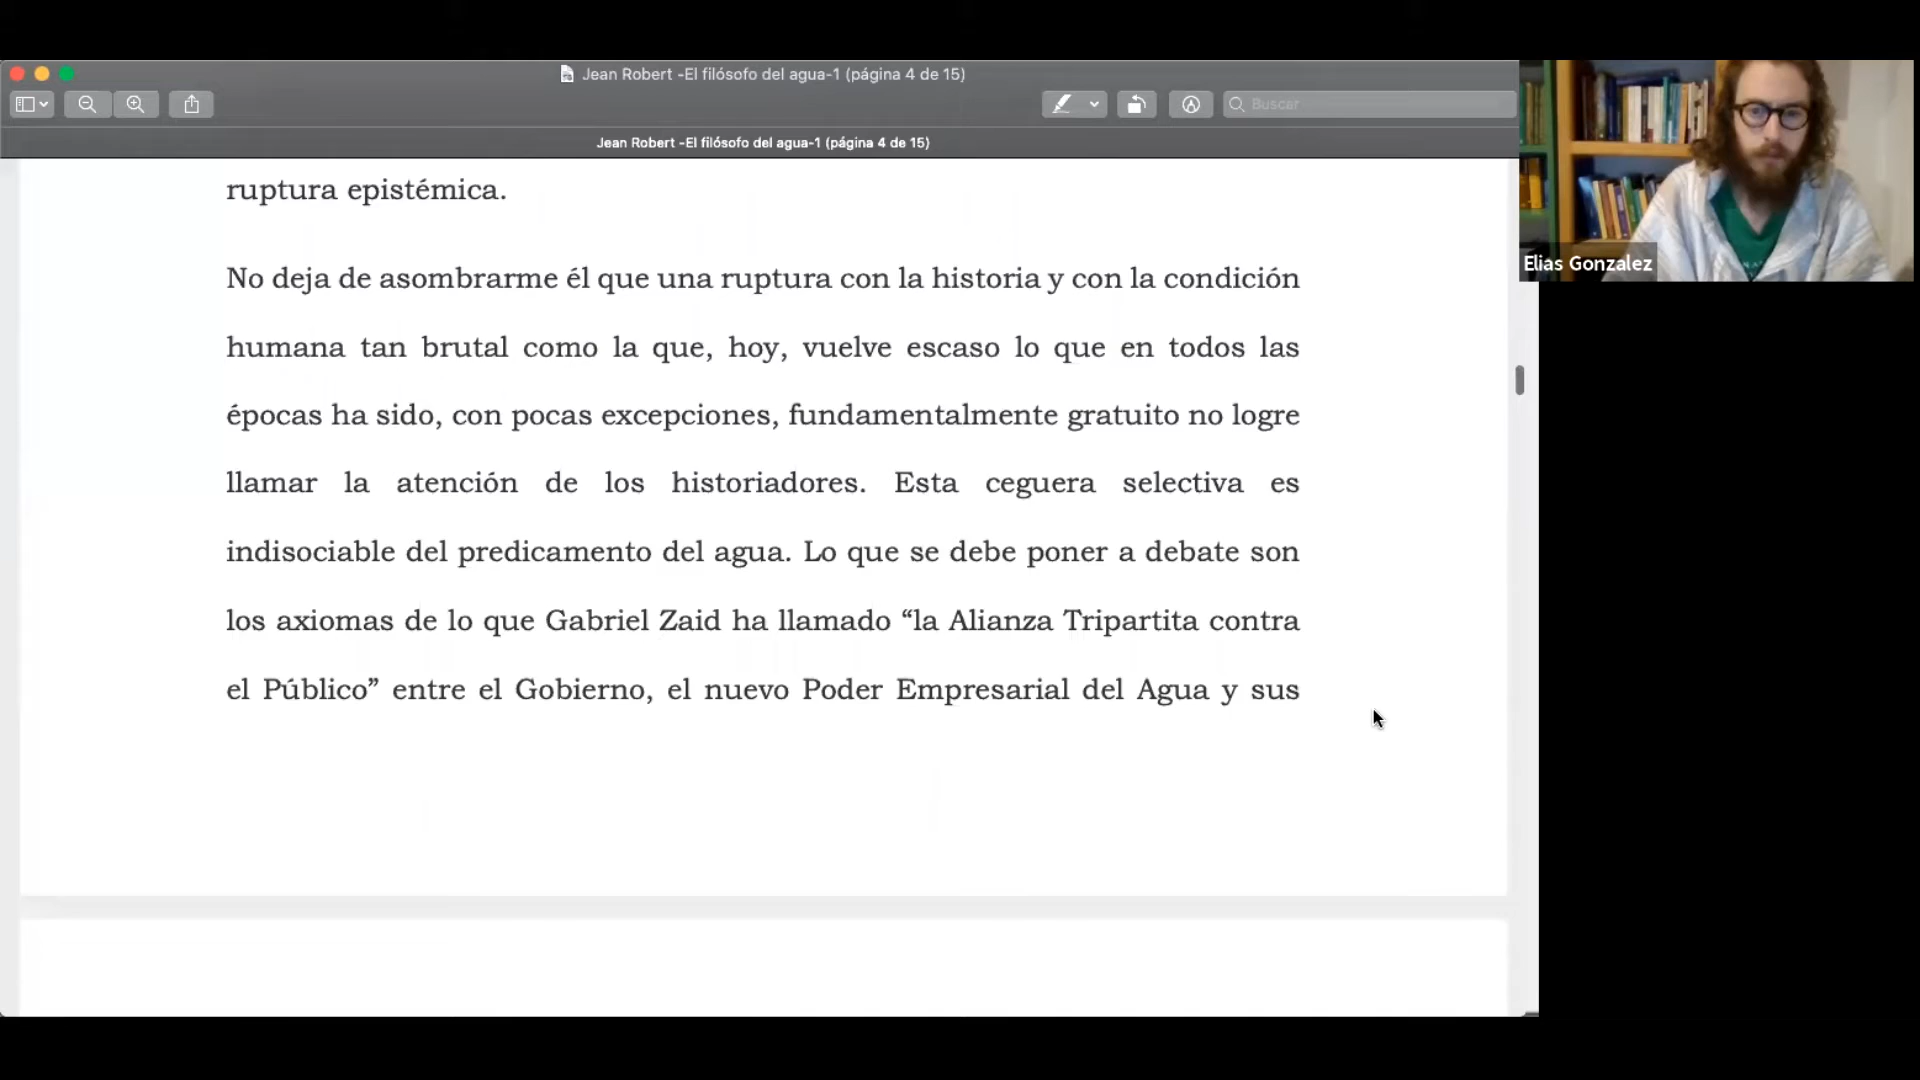 Jean Robert -El filósofo del agua-1 (página 4 de 15)
Buscar
Jean Robert -El filósofo del agua-1 (página 4 de 15)
ruptura epistémica.
No deja de asombrarme él que una ruptura con la historia y con la condición
humana tan brutal como la que, hoy, vuelve escaso lo que en todos las
épocas ha sido, con pocas excepciones, fundamentalmente gratuito no logre
llamar la atención de los historiadores. Esta ceguera selectiva es
indisociable del predicamento del agua. Lo que se debe poner a debate son
los axiomas de lo que Gabriel Zaid ha llamado “la Alianza Tripartita contra
el Público” entre el Gobierno, el nuevo Poder Empresarial del Agua y sus
Elias Gonzalez